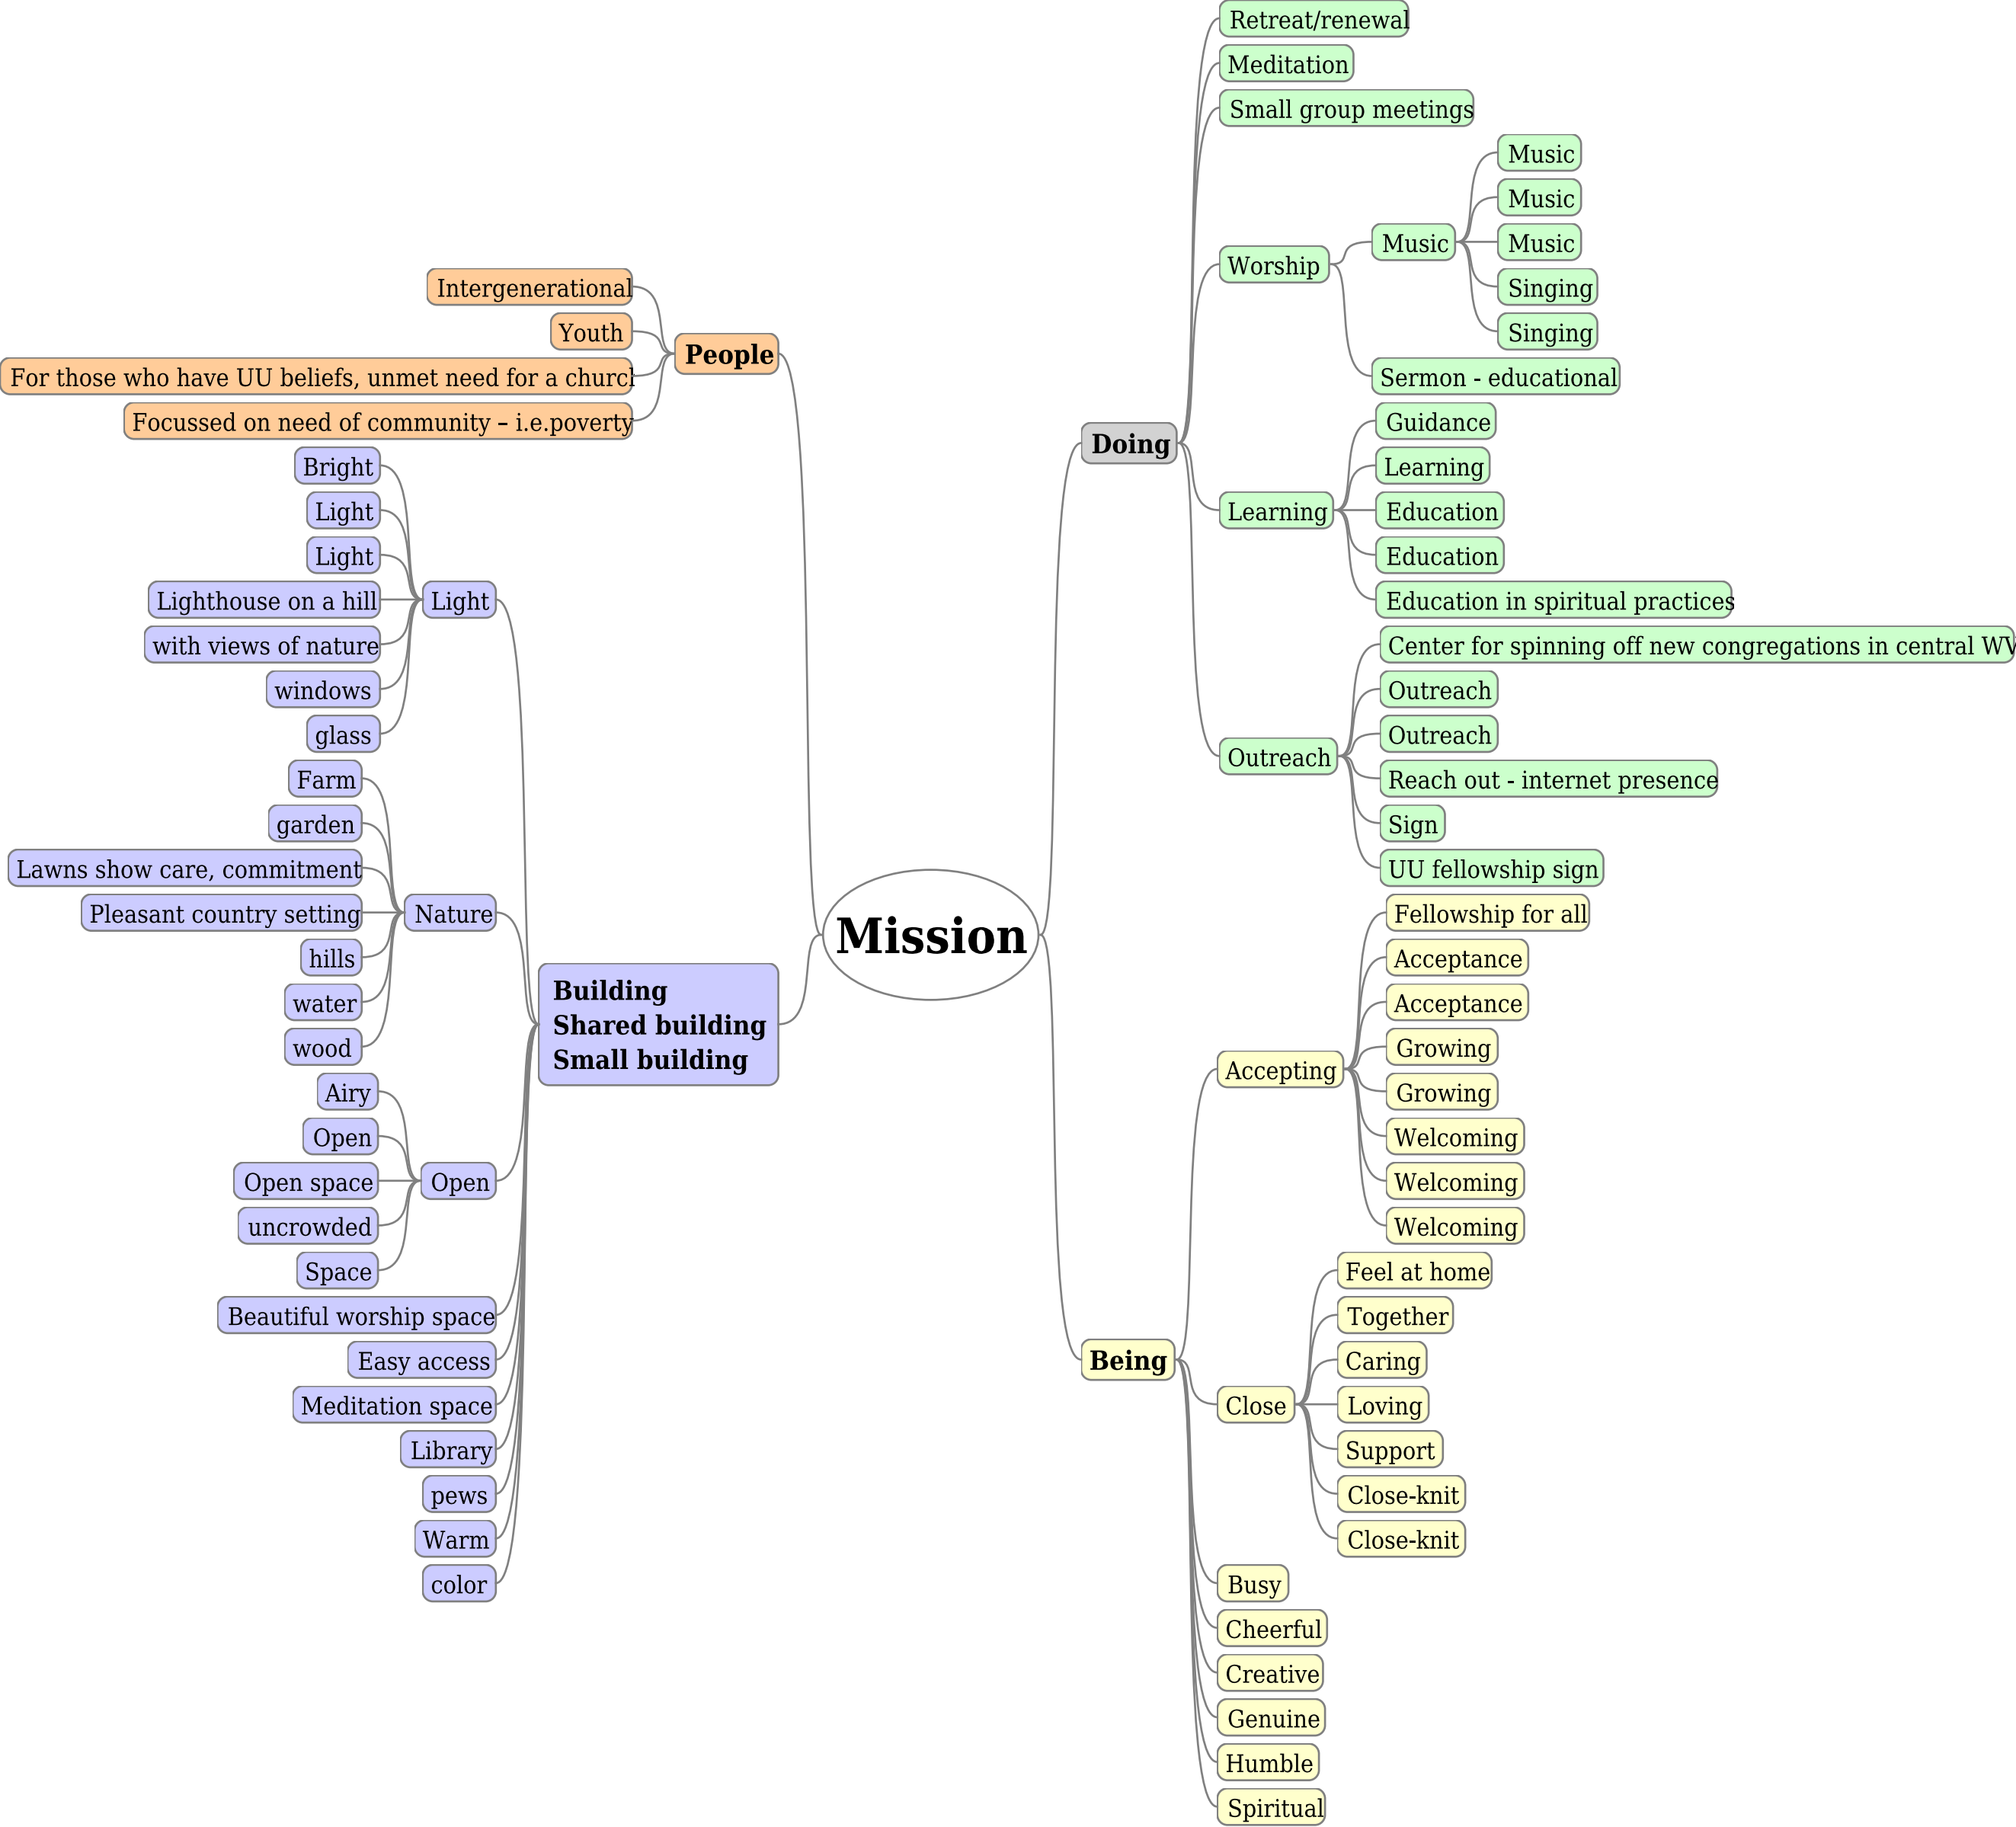 Mission
People
Intergenerational
Youth
For those who have UU beliefs, unmet need for a church
Focussed on need of community – i.e.poverty
Building
Shared building
Small building
Light
Bright
Light
Light
Lighthouse on a hill
with views of nature
windows
glass
Nature
Farm
garden
Lawns show care, commitment
Pleasant country setting
hills
water
wood
Open
Airy
Open
Open space
uncrowded
Space
Beautiful worship space
Easy access
Meditation space
Library
pews
Warm
color
Doing
Retreat/renewal
Meditation
Small group meetings
Worship
Music
Music
Music
Music
Singing
Singing
Sermon - educational
Learning
Guidance
Learning
Education
Education
Education in spiritual practices
Outreach
Center for spinning off new congregations in central WV
Outreach
Outreach
Reach out - internet presence
Sign
UU fellowship sign
Being
Accepting
Fellowship for all
Acceptance
Acceptance
Growing
Growing
Welcoming
Welcoming
Welcoming
Close
Feel at home
Together
Caring
Loving
Support
Close-knit
Close-knit
Busy
Cheerful
Creative
Genuine
Humble
Spiritual